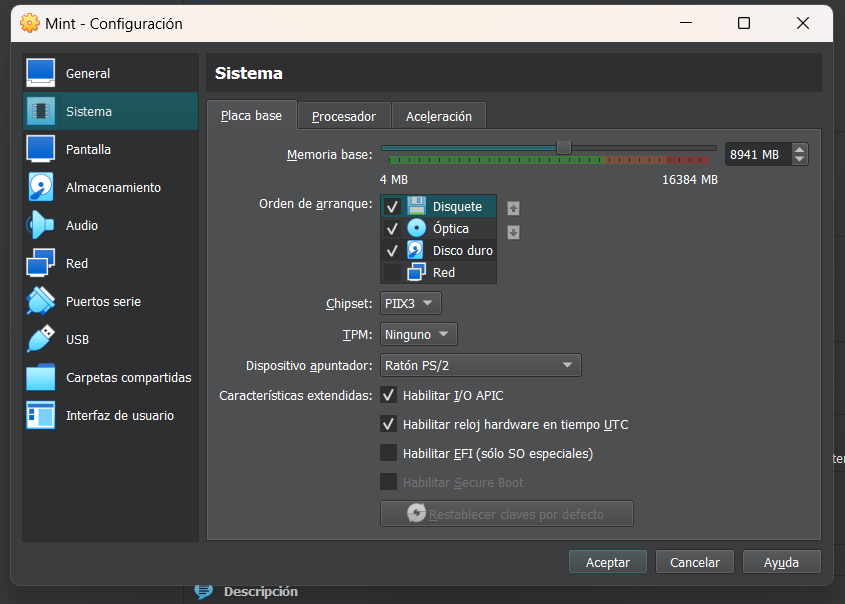 Mint - Configuración
General
Sistema
Pantalla
Almacenamiento
Audio
Red
Puertos serie
USB
Carpetas compartidas
Interfaz de usuario
Sistema
Placa base Procesador Aceleración
Memoria base: 8941 MB
4 MB 16384 MB
Orden de arranque: Disquete
Óptica
Disco duro
Red
Chipset: PIIX3
TPM: Ninguno
Dispositivo apuntador: Ratón PS/2
Características extendidas: Habilitar I/O APIC
Habilitar reloj hardware en tiempo UTC
Habilitar EFI (sólo SO especiales)
Habilitar Secure Boot
Restablecer claves por defecto
Aceptar Cancelar Ayuda
Descripción